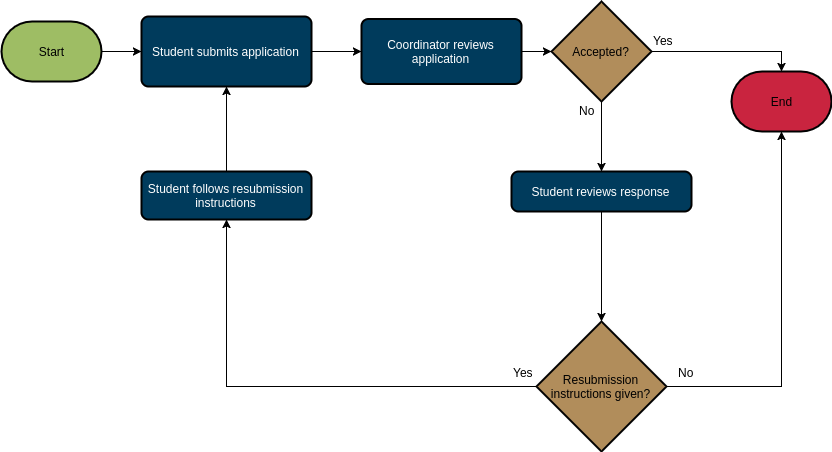 Start
Student submits application
Coordinator reviews
application
Accepted?
Yes
End
No
Student follows resubmission
instructions
Student reviews response
Yes
Resubmission
instructions given?
No